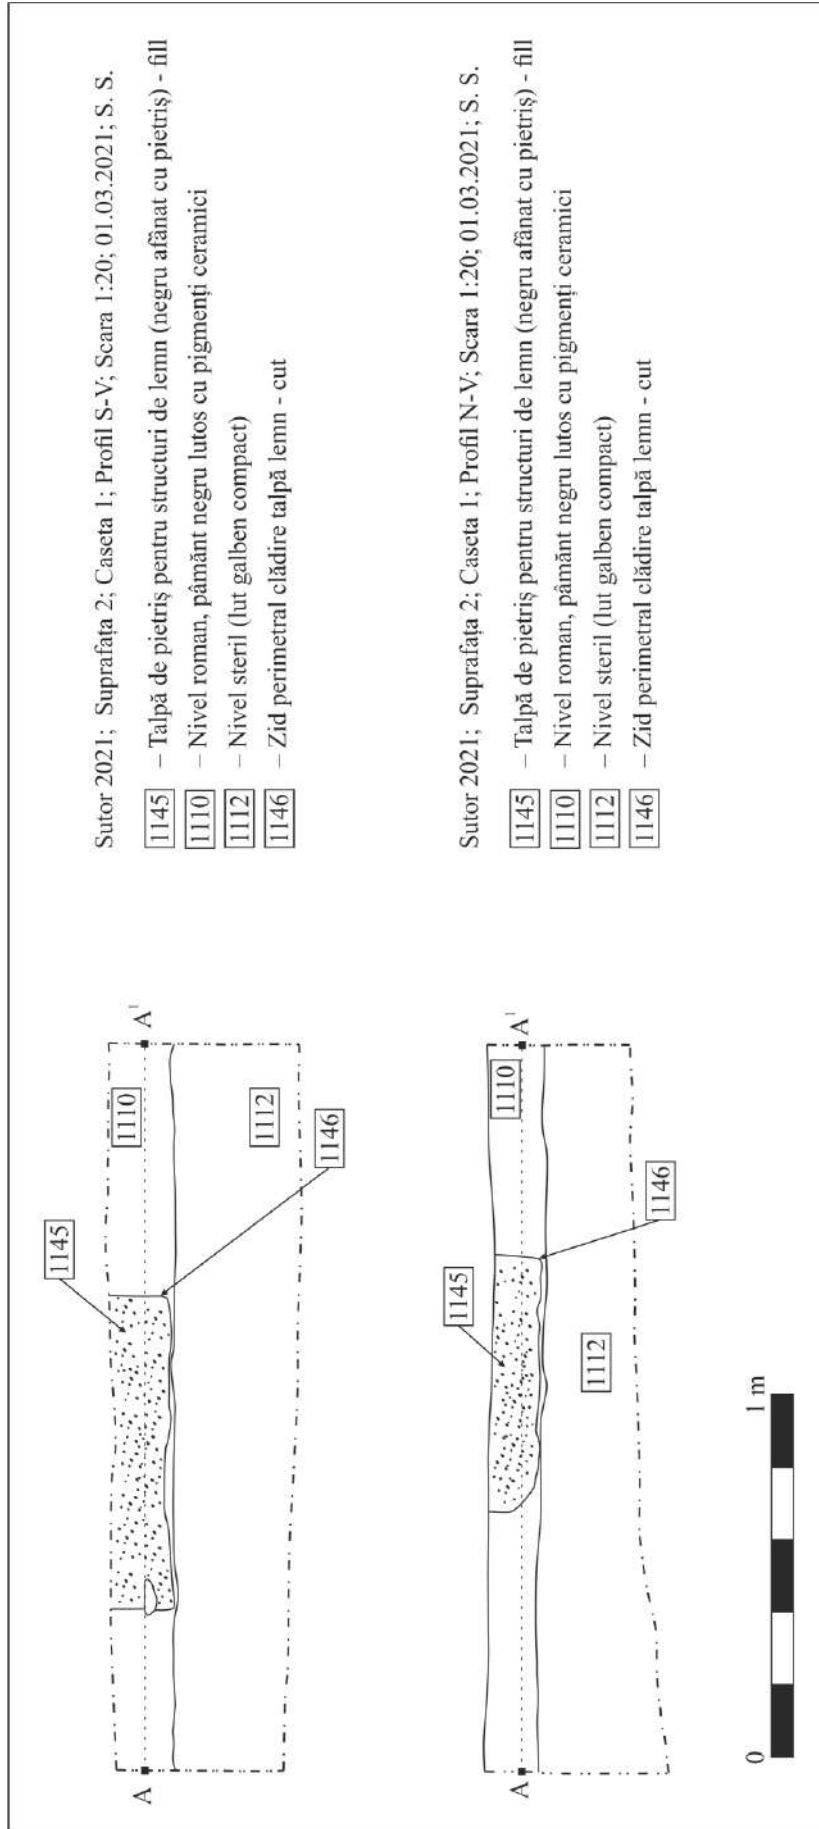 Sutor 2021; Suprafața 2; Caseta 1; Profil S-V; Scara 1:20; 01.03.2021; S. S.
1145 – Talpă de pietriș pentru structuri de lemn (negru afânat cu pietriș) - fill
1110 – Nivel roman, pâmânt negru lutos cu pigmenți ceramici
1112 – Nivel steril (lut galben compact)
1146 – Zid perimetral clădire talpă lemn - cut
1145
1110
A
A¹
1112
1146
Sutor 2021; Suprafața 2; Caseta 1; Profil N-V; Scara 1:20; 01.03.2021; S. S.
1145 – Talpă de pietriș pentru structuri de lemn (negru afânat cu pietriș) - fill
1110 – Nivel roman, pâmânt negru lutos cu pigmenți ceramici
1112 – Nivel steril (lut galben compact)
1146 – Zid perimetral clădire talpă lemn - cut
1145
1110
A
A¹
1112
1146
0
1 m